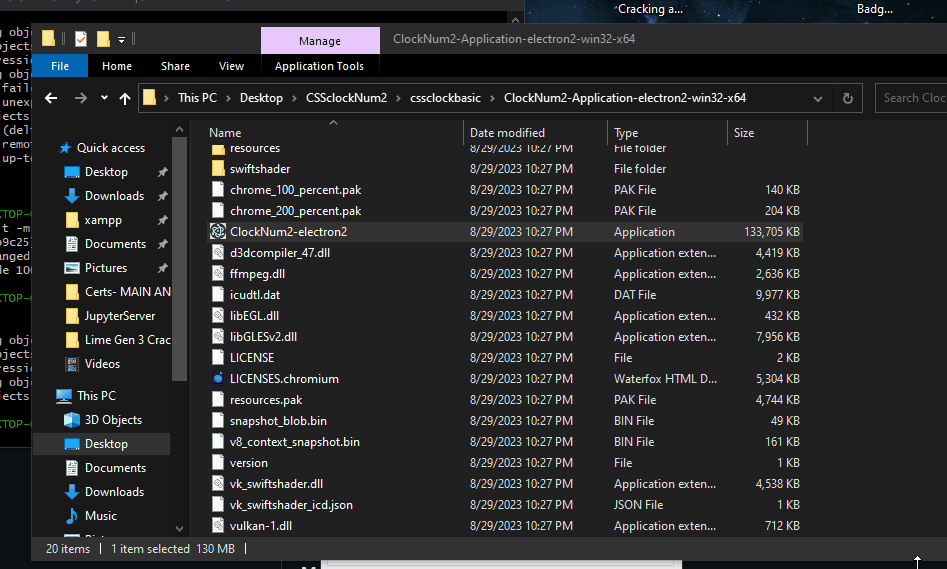 Cracking a...
Badg...
Manage
ClockNum2-Application-electron2-win32-x64
File
Home
Share
View
Application Tools
This PC
Desktop
CSSclockNum2
cssclockbasic
ClockNum2-Application-electron2-win32-x64
Search Cloc
Name
Date modified
Type
Size
Quick access
Desktop
Downloads
xampp
Documents
Pictures
Certs- MAIN AN
JupyterServer
Lime Gen 3 Crac
Videos
This PC
3D Objects
Desktop
Documents
Downloads
Music
resources 8/29/2023 10:27 PM File folder
swiftshader 8/29/2023 10:27 PM File folder
chrome_100_percent.pak 8/29/2023 10:27 PM PAK File 140 KB
chrome_200_percent.pak 8/29/2023 10:27 PM PAK File 204 KB
ClockNum2-electron2 8/29/2023 10:27 PM Application 133,705 KB
d3dcompiler_47.dll 8/29/2023 10:27 PM Application exten... 4,419 KB
ffmpeg.dll 8/29/2023 10:27 PM Application exten... 2,636 KB
icudtl.dat 8/29/2023 10:27 PM DAT File 9,977 KB
libEGL.dll 8/29/2023 10:27 PM Application exten... 432 KB
libGLESv2.dll 8/29/2023 10:27 PM Application exten... 7,956 KB
LICENSE 8/29/2023 10:27 PM File 2 KB
LICENSES.chromium 8/29/2023 10:27 PM Waterfox HTML D... 5,304 KB
resources.pak 8/29/2023 10:27 PM PAK File 4,744 KB
snapshot_blob.bin 8/29/2023 10:27 PM BIN File 49 KB
v8_context_snapshot.bin 8/29/2023 10:27 PM BIN File 161 KB
version 8/29/2023 10:27 PM File 1 KB
vk_swiftshader.dll 8/29/2023 10:27 PM Application exten... 4,538 KB
vk_swiftshader_icd.json 8/29/2023 10:27 PM JSON File 1 KB
vulkan-1.dll 8/29/2023 10:27 PM Application exten... 712 KB
20 items
1 item selected 130 MB